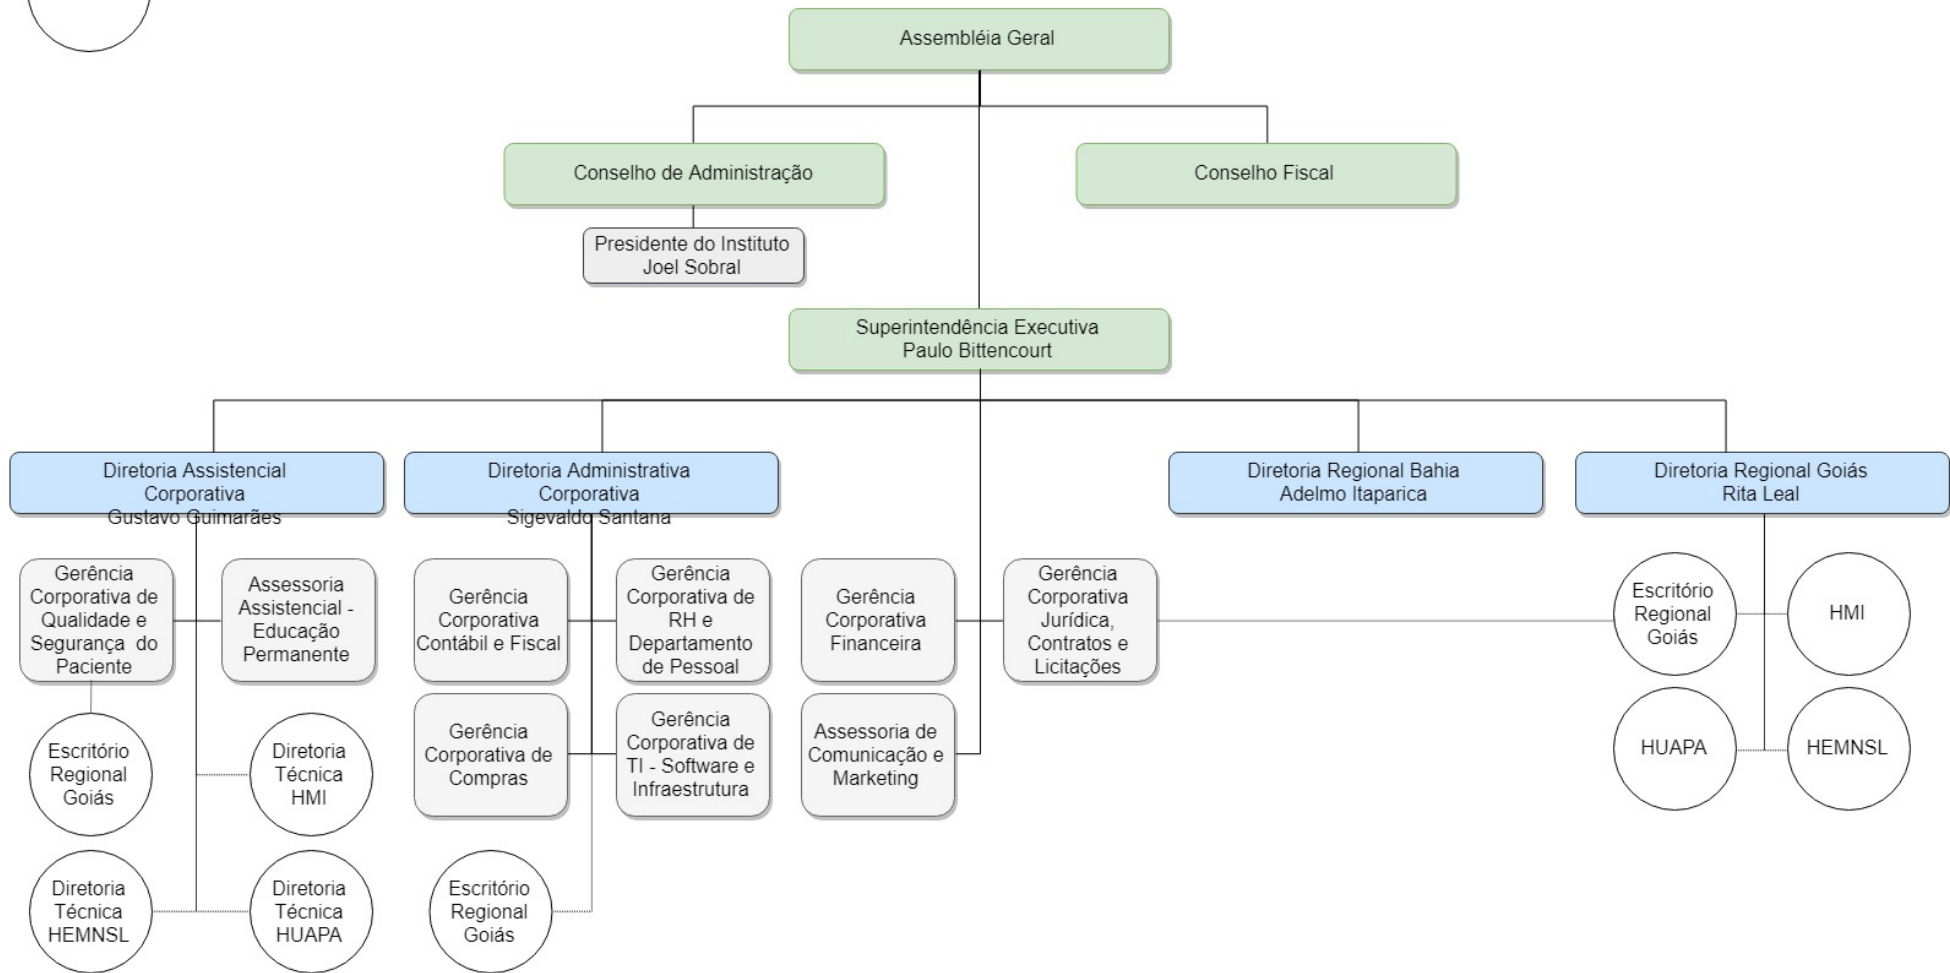 Assembléia Geral
Conselho de Administração
Conselho Fiscal
Presidente do Instituto
Joel Sobral
Superintendência Executiva
Paulo Bittencourt
Diretoria Assistencial
Corporativa
Gustavo Guimarães
Diretoria Administrativa
Corporativa
Sigevaldo Santana
Diretoria Regional Bahia
Adelmo Itaparica
Diretoria Regional Goiás
Rita Leal
Gerência
Corporativa de
Qualidade e
Segurança do
Paciente
Assessoria
Assistencial -
Educação
Permanente
Gerência
Corporativa
Contábil e Fiscal
Gerência
Corporativa de
RH e
Departamento
de Pessoal
Gerência
Corporativa
Financeira
Gerência
Corporativa
Jurídica,
Contratos e
Licitações
Escritório
Regional
Goiás
HMI
Escritório
Regional
Goiás
Diretoria
Técnica
HMI
Gerência
Corporativa de
Compras
Gerência
Corporativa de
TI - Software e
Infraestrutura
Assessoria de
Comunicação e
Marketing
HUAPA
HEMNSL
Diretoria
Técnica
HEMNSL
Diretoria
Técnica
HUAPA
Escritório
Regional
Goiás